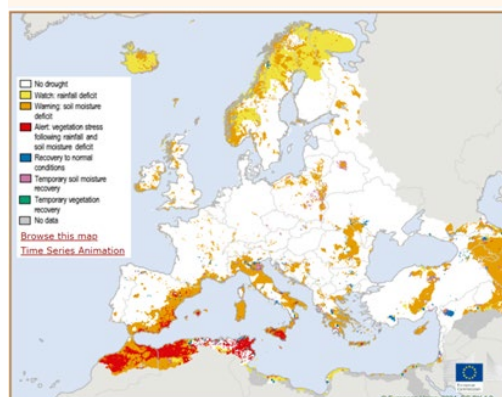 No drought
Watch: rainfall deficit
Warning: soil moisture
deficit
Alert: vegetation stress
following rainfall and
soil moisture deficit
Recovery to normal
conditions
Temporary soil moisture
recovery
Temporary vegetation
recovery
No data
Browse this map
Time Series Animation